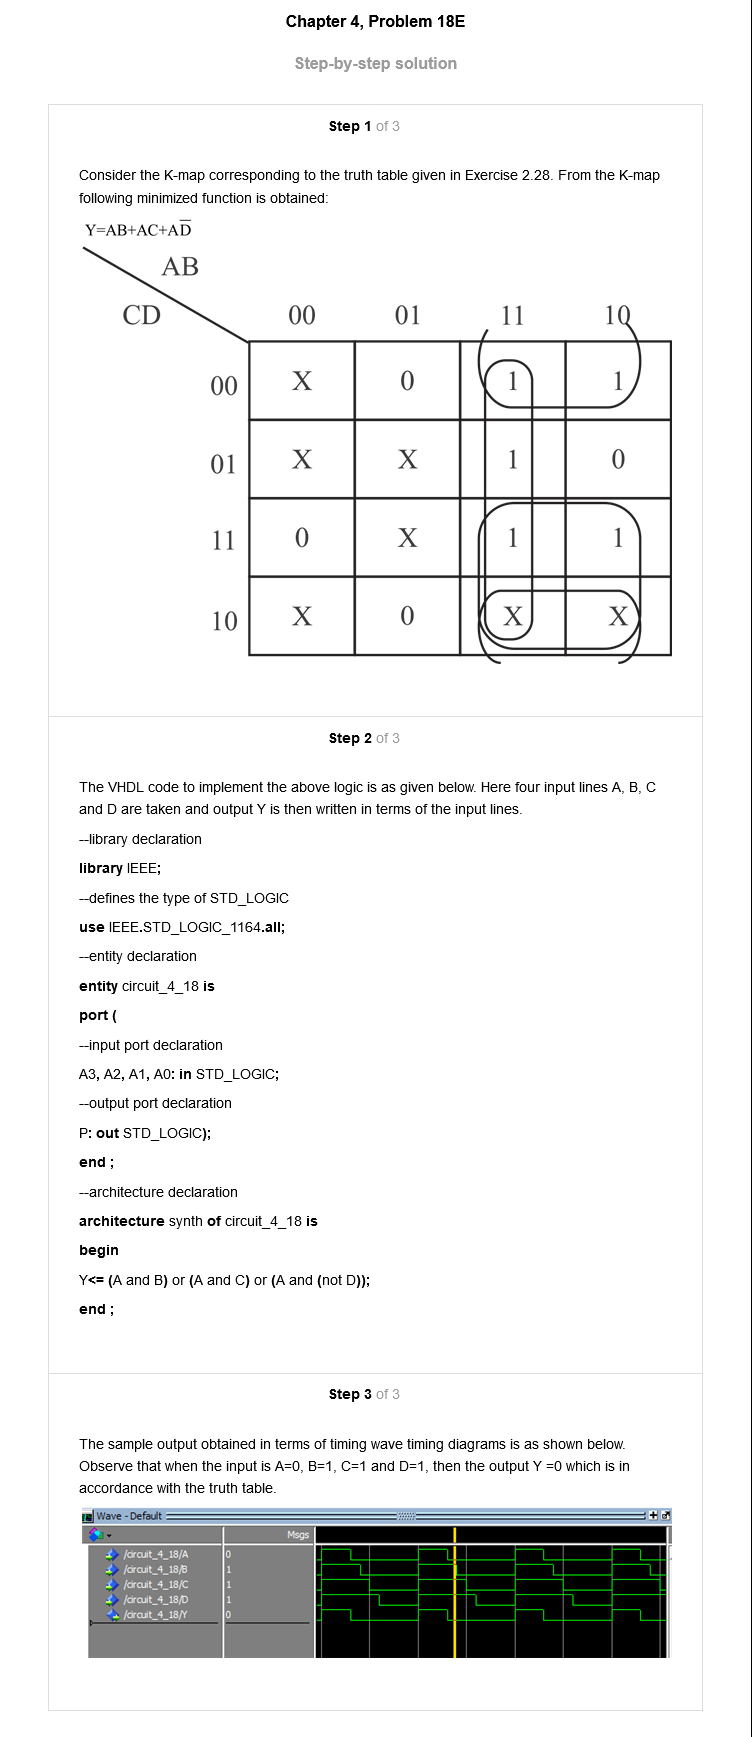 Chapter 4, Problem 18E
Step-by-step solution
Step 1 of 3
Consider the K-map corresponding to the truth table given in Exercise 2.28. From the K-map
following minimized function is obtained:
Y=AB+AC+AD̅
AB
CD
00 01 11 10
00 X 0 1 1
01 X X 1 0
11 0 X 1 1
10 X 0 X X
Step 2 of 3
The VHDL code to implement the above logic is as given below. Here four input lines A, B, C
and D are taken and output Y is then written in terms of the input lines.
--library declaration
library IEEE;
--defines the type of STD_LOGIC
use IEEE.STD_LOGIC_1164.all;
--entity declaration
entity circuit_4_18 is
port (
--input port declaration
A3, A2, A1, A0: in STD_LOGIC;
--output port declaration
P: out STD_LOGIC);
end ;
--architecture declaration
architecture synth of circuit_4_18 is
begin
Y<= (A and B) or (A and C) or (A and (not D));
end ;
Step 3 of 3
The sample output obtained in terms of timing wave timing diagrams is as shown below.
Observe that when the input is A=0, B=1, C=1 and D=1, then the output Y =0 which is in
accordance with the truth table.
Wave - Default
Msgs
/circuit_4_18/A 0
/circuit_4_18/B 1
/circuit_4_18/C 1
/circuit_4_18/D 1
/circuit_4_18/Y 0